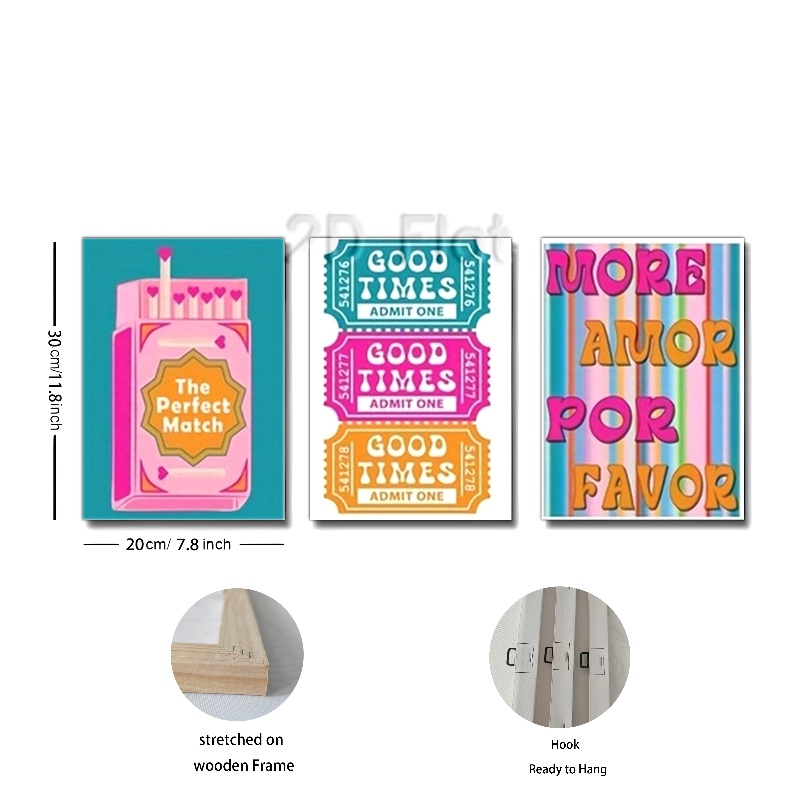 2D Flat
30cm/11.8inch
The
Perfect
Match
541276
GOOD
TIMES
ADMIT ONE
541276
541277
GOOD
TIMES
ADMIT ONE
541277
541278
GOOD
TIMES
ADMIT ONE
541278
MORE
AMOR
POR
FAVOR
20cm/ 7.8 inch
stretched on
wooden Frame
Hook
Ready to Hang